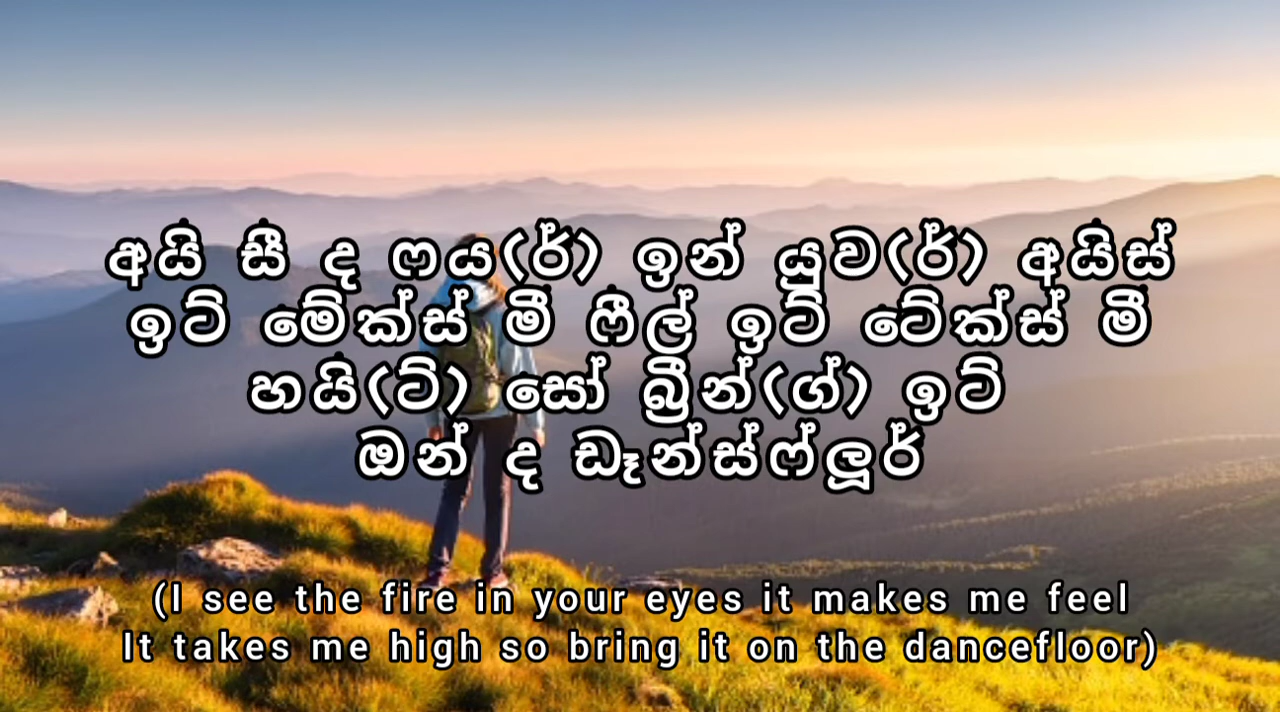 අයි සී ද ෆය(ර්) ඉන් යුව(ර්) අයිස්
ඉට් මේක්ස් මී ෆීල් ඉට් ටේක්ස් මී
හයි(ට්) සෝ බ්‍රීන්(ග්) ඉට්
ඔන් ද ඩෑන්ස්ෆ්ලූර්
(I see the fire in your eyes it makes me feel
It takes me high so bring it on the dancefloor)